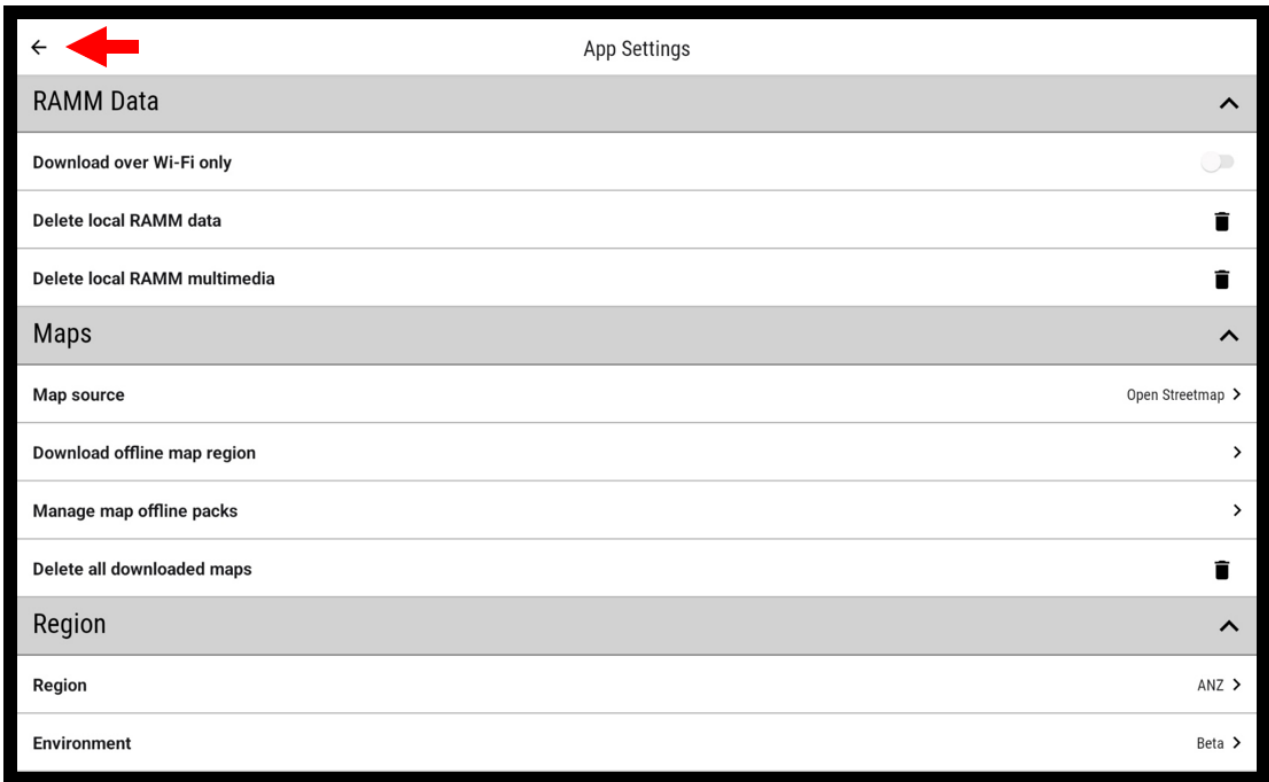 App Settings
RAMM Data
Download over Wi-Fi only
Delete local RAMM data
Delete local RAMM multimedia
Maps
Map source Open Streetmap
Download offline map region
Manage map offline packs
Delete all downloaded maps
Region
Region ANZ
Environment Beta